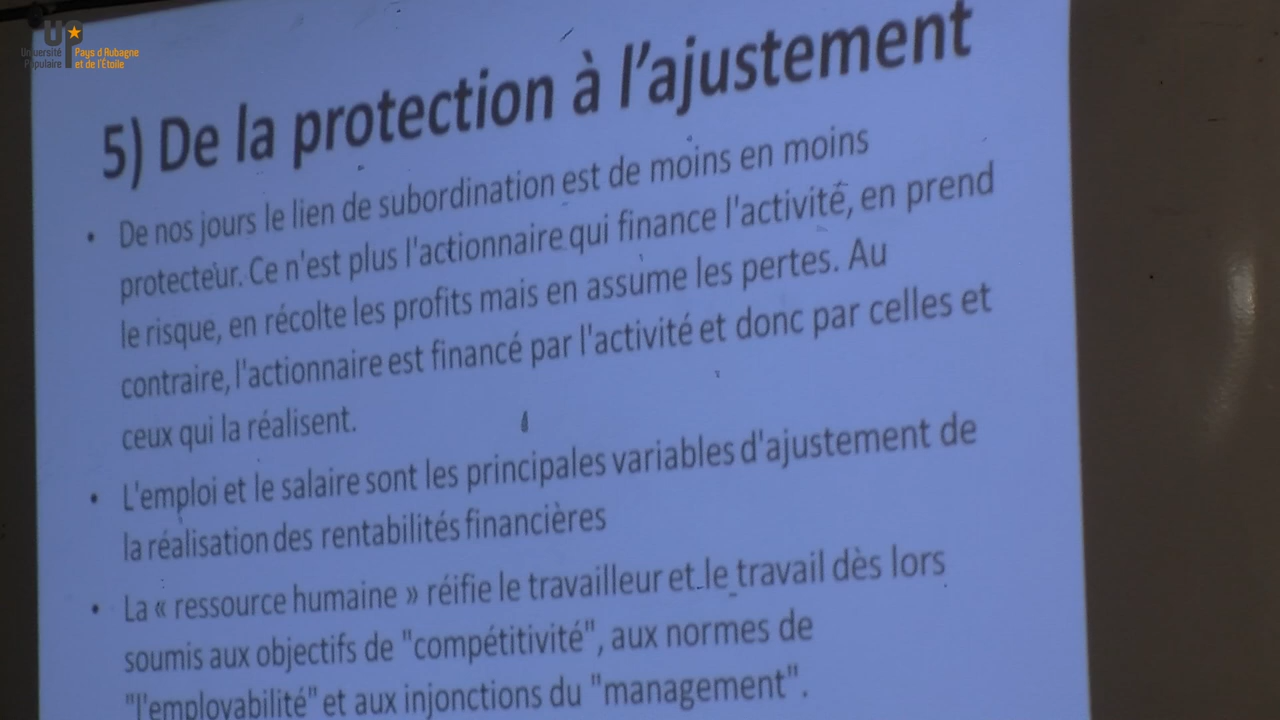 UP
Université
Populaire
Pays d'Aubagne
et de l'Étoile
5) De la protection à l'ajustement
• De nos jours le lien de subordination est de moins en moins
protecteur. Ce n'est plus l'actionnaire qui finance l'activité, en prend
le risque, en récolte les profits mais en assume les pertes. Au
contraire, l'actionnaire est financé par l'activité et donc par celles et
ceux qui la réalisent.
• L'emploi et le salaire sont les principales variables d'ajustement de
la réalisation des rentabilités financières
• La « ressource humaine » réifie le travailleur et le travail dès lors
soumis aux objectifs de "compétitivité", aux normes de
"l'employabilité" et aux injonctions du "management".